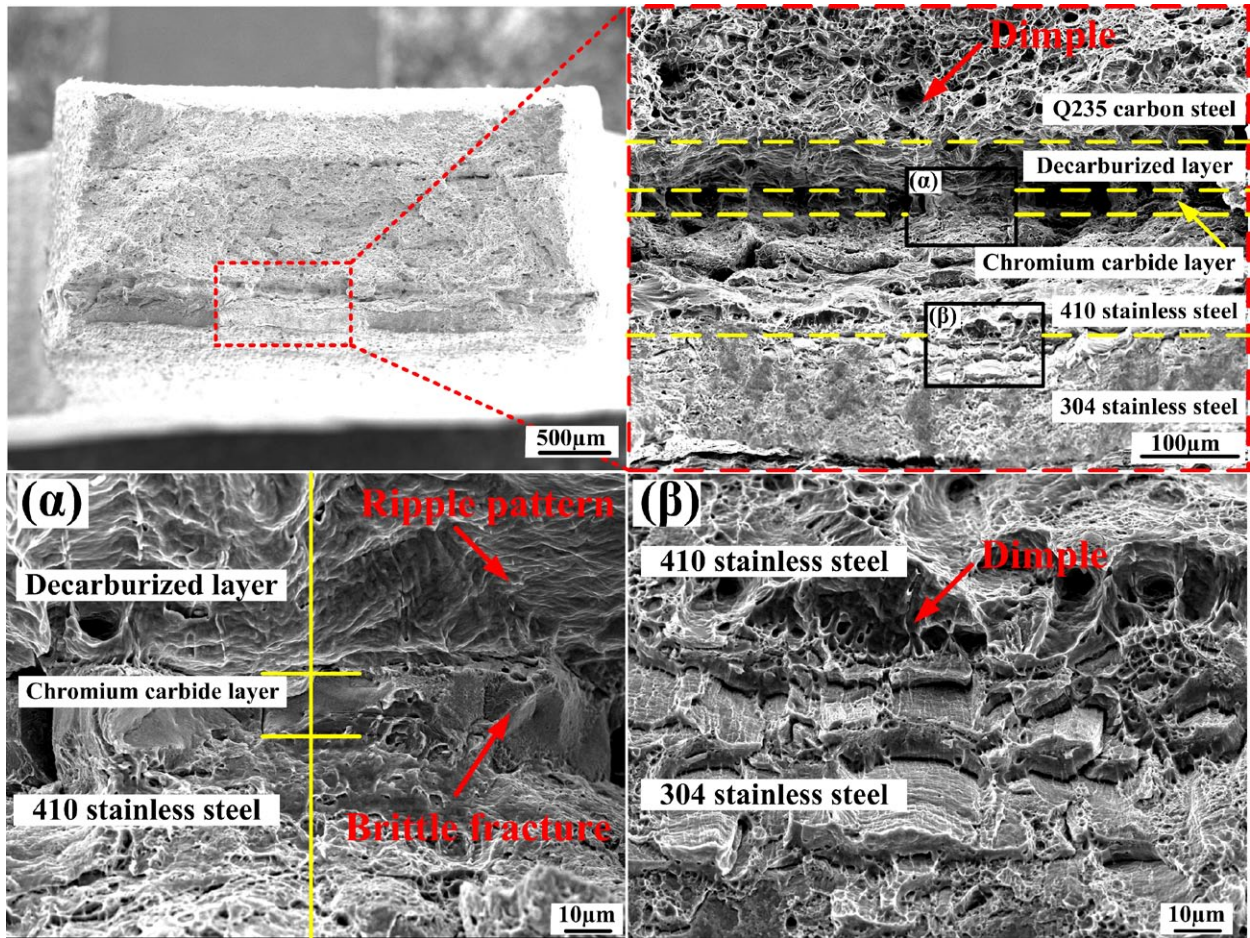 500μm
Dimple
Q235 carbon steel
Decarburized layer
(α)
Chromium carbide layer
410 stainless steel
(β)
304 stainless steel
100μm
(α)
Ripple pattern
Decarburized layer
Chromium carbide layer
410 stainless steel
Brittle fracture
10μm
(β)
410 stainless steel
Dimple
304 stainless steel
10μm